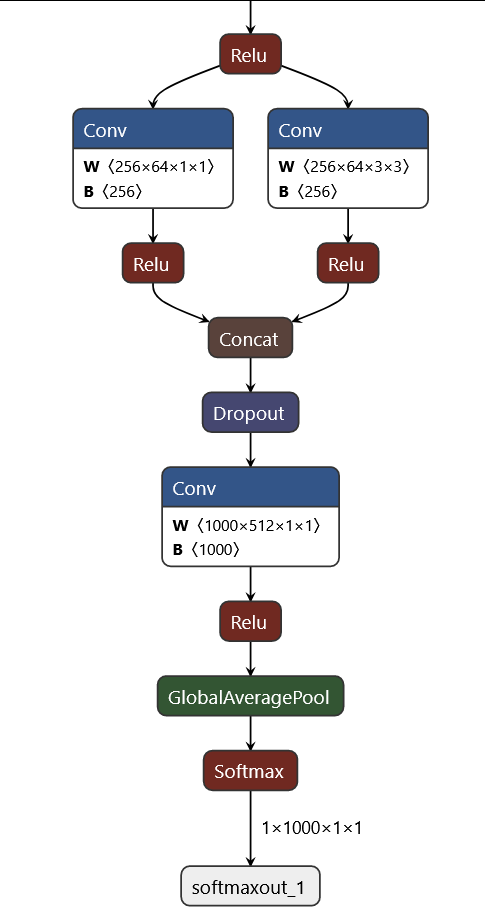 Relu
Conv
W〈256×64×1×1〉
B〈256〉
Conv
W〈256×64×3×3〉
B〈256〉
Relu
Relu
Concat
Dropout
Conv
W〈1000×512×1×1〉
B〈1000〉
Relu
GlobalAveragePool
Softmax
1×1000×1×1
softmaxout_1